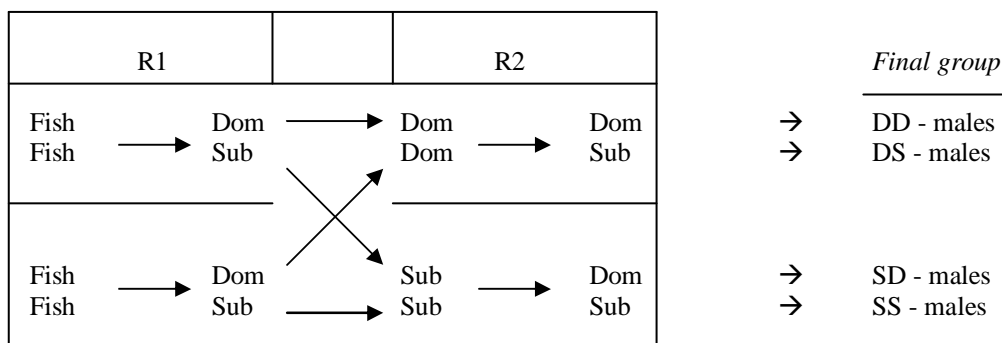 R1 R2 Final group
Fish Dom Dom Dom → DD - males
Fish Sub Dom Sub → DS - males
Fish Dom Sub Dom → SD - males
Fish Sub Sub Sub → SS - males